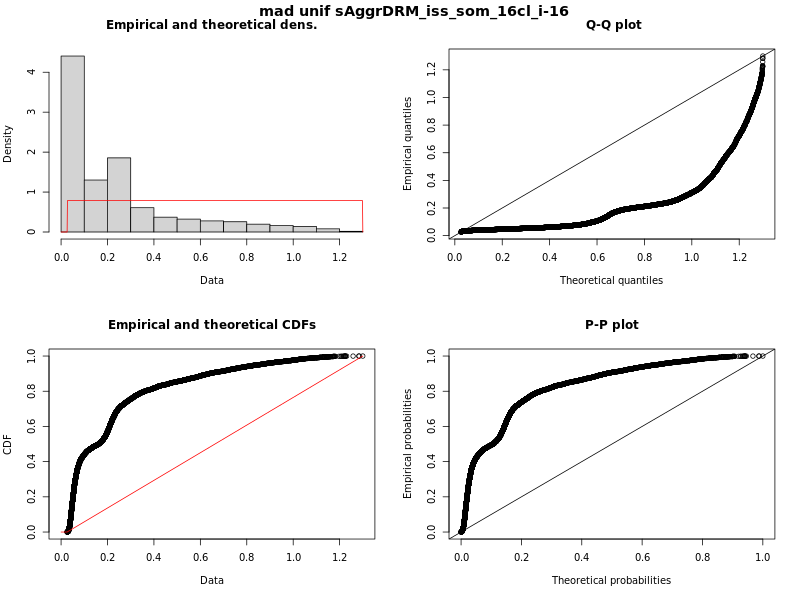 mad unif sAggrDRM_iss_som_16cl_i-16
Empirical and theoretical dens.
Density
0 1 2 3 4
0.0 0.2 0.4 0.6 0.8 1.0 1.2
Data
Q-Q plot
Empirical quantiles
0.0 0.2 0.4 0.6 0.8 1.0 1.2
0.0 0.2 0.4 0.6 0.8 1.0 1.2
Theoretical quantiles
Empirical and theoretical CDFs
CDF
0.0 0.2 0.4 0.6 0.8 1.0
0.0 0.2 0.4 0.6 0.8 1.0 1.2
Data
P-P plot
Empirical probabilities
0.0 0.2 0.4 0.6 0.8 1.0
0.0 0.2 0.4 0.6 0.8 1.0
Theoretical probabilities